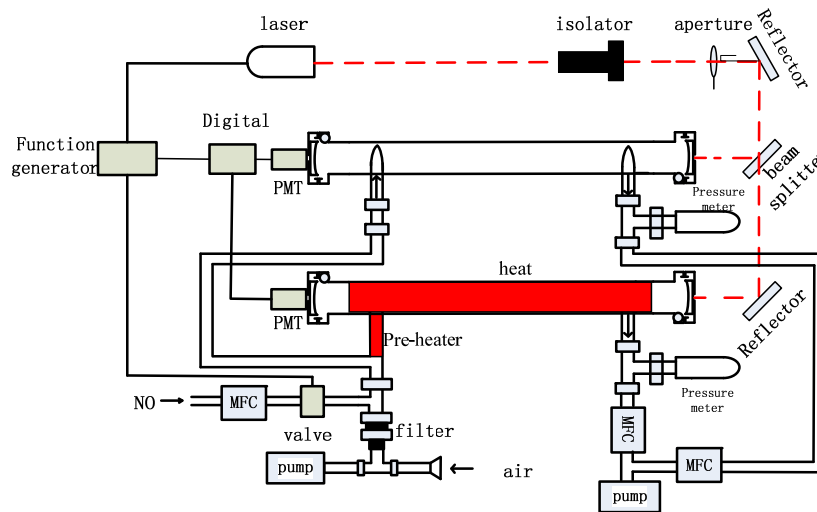 laser
isolator
aperture
Reflector
Function
generator
Digital
PMT
beam
splitter
Pressure
meter
heat
PMT
Reflector
Pre-heater
Pressure
meter
NO
MFC
valve
filter
MFC
MFC
pump
air
pump